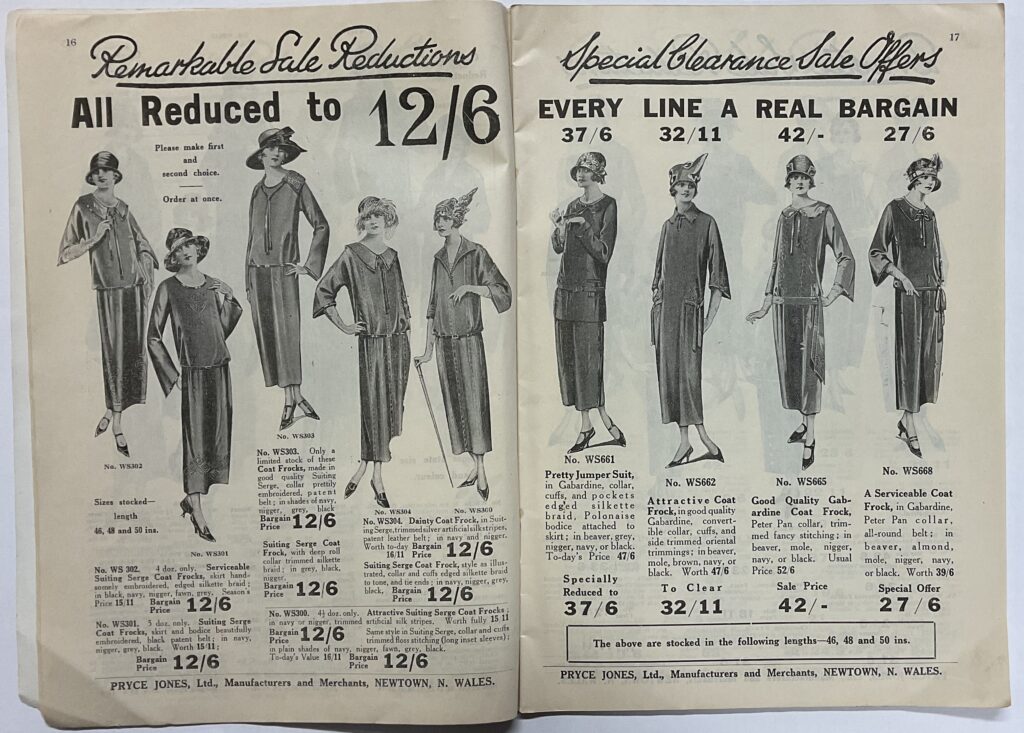 16
Remarkable Sale Reductions
All Reduced to 12/6
Please make first
and
second choice.
Order at once.
No. WS302
No. WS303
No. WS301
No. WS304
No. WS300
Sizes stocked—
length
46, 48 and 50 ins.
No. WS303. Only a
limited stock of these
Coat Frocks, made in
good quality Suiting
Serge, collar prettily
embroidered, patent
belt; in shades of navy,
nigger, grey, black
Bargain Price 12/6
Suiting Serge Coat
Frock, with deep roll
collar trimmed silkette
braid; in grey, black,
nigger.
Bargain Price 12/6
No. WS304. Dainty Coat Frock, in Suit-
ing Serge, trimmed silver artificial silk stripes,
patent leather belt; in navy and nigger.
Worth to-day 16/11 Bargain Price 12/6
Suiting Serge Coat Frock, style as illus-
trated, collar and cuffs edged silkette braid
to tone, and tie ends; in navy, nigger, grey,
black. Bargain Price 12/6
No. WS 302. 4 doz. only. Serviceable
Suiting Serge Coat Frocks, skirt hand-
somely embroidered, edged silkette braid;
in black, navy, nigger, fawn, grey. Season's
Price 15/11 Bargain Price 12/6
No. WS301. 5 doz. only. Suiting Serge
Coat Frocks, skirt and bodice beautifully
embroidered, black patent belt; in navy,
nigger, grey, black. Worth 15/11;
Bargain Price 12/6
No. WS300. 4½ doz. only. Attractive Suiting Serge Coat Frocks;
in navy or nigger, trimmed artificial silk stripes. Worth fully 15/11
Bargain Price 12/6
Same style in Suiting Serge, collar and cuffs
trimmed floss stitching (long inset sleeves);
in plain shades of navy, nigger, fawn, grey, black.
To-day's Value 16/11 Bargain Price 12/6
PRYCE JONES, Ltd., Manufacturers and Merchants, NEWTOWN, N. WALES.
17
Special Clearance Sale Offers
EVERY LINE A REAL BARGAIN
37/6 32/11 42/- 27/6
No. WS661
Pretty Jumper Suit,
in Gabardine, collar,
cuffs, and pockets
edged silkette
braid, Polonaise
bodice attached to
skirt; in beaver, grey,
nigger, navy, or black.
To-day's Price 47/6
Specially
Reduced to
37/6
No. WS662
Attractive Coat
Frock, in good quality
Gabardine, convert-
ible collar, cuffs, and
side trimmed oriental
trimmings; in beaver,
mole, brown, navy, or
black. Worth 47/6
To Clear
32/11
No. WS665
Good Quality Gab-
ardine Coat Frock,
Peter Pan collar, trim-
med fancy stitching; in
beaver, mole, nigger,
navy, or black. Usual
Price 52/6
Sale Price
42/-
No. WS668
A Serviceable Coat
Frock, in Gabardine,
Peter Pan collar,
all-round belt; in
beaver, almond,
mole, nigger, navy,
or black. Worth 39/6
Special Offer
27/6
The above are stocked in the following lengths—46, 48 and 50 ins.
PRYCE JONES, Ltd., Manufacturers and Merchants, NEWTOWN, N. WALES.